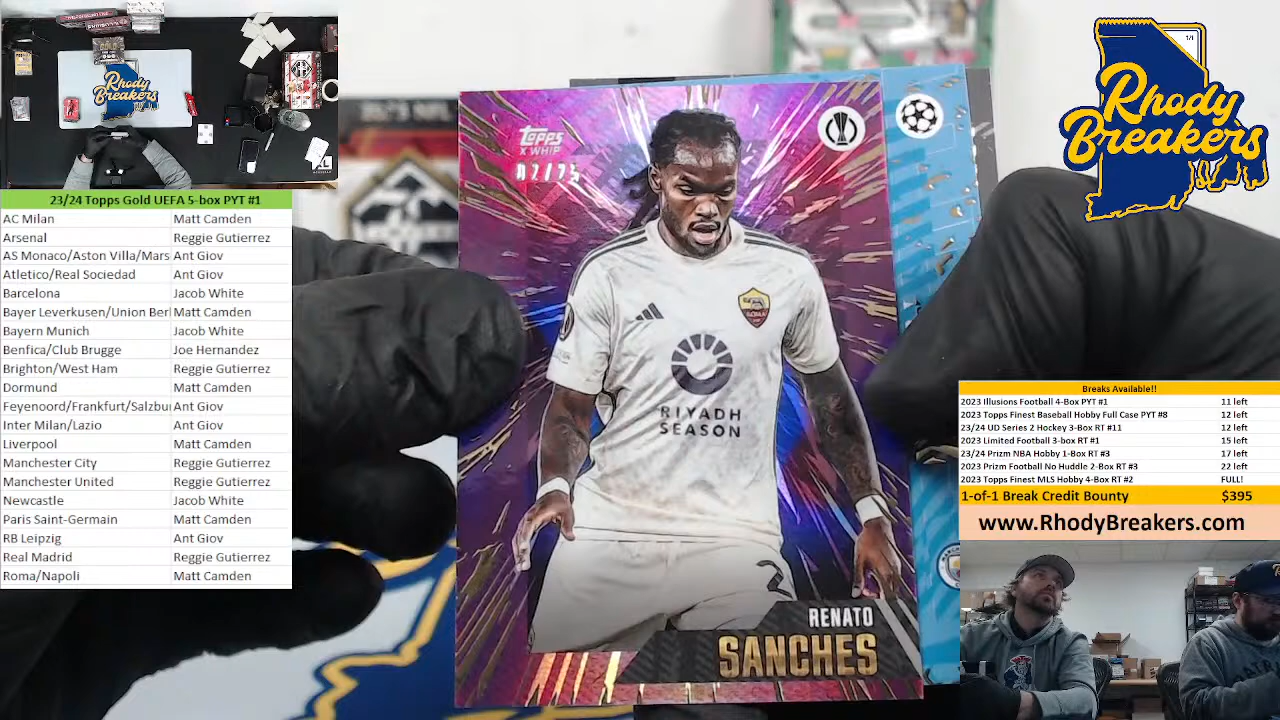 Rhody
Breakers
23/24 Topps Gold UEFA 5-box PYT #1
AC Milan Matt Camden
Arsenal Reggie Gutierrez
AS Monaco/Aston Villa/Mars Ant Giov
Atletico/Real Sociedad Ant Giov
Barcelona Jacob White
Bayer Leverkusen/Union Berl Matt Camden
Bayern Munich Jacob White
Benfica/Club Brugge Joe Hernandez
Brighton/West Ham Reggie Gutierrez
Dormund Matt Camden
Feyenoord/Frankfurt/Salzbu Ant Giov
Inter Milan/Lazio Ant Giov
Liverpool Matt Camden
Manchester City Reggie Gutierrez
Manchester United Reggie Gutierrez
Newcastle Jacob White
Paris Saint-Germain Matt Camden
RB Leipzig Ant Giov
Real Madrid Reggie Gutierrez
Roma/Napoli Matt Camden
TOPPS
X WHIP
02/25
ROMA
RIYADH
SEASON
2
RENATO
SANCHES
1/1
Rhody
Breakers
Breaks Available!!
2023 Illusions Football 4-Box PYT #1 11 left
2023 Topps Finest Baseball Hobby Full Case PYT #8 12 left
23/24 UD Series 2 Hockey 3-Box RT #11 12 left
2023 Limited Football 3-box RT #1 15 left
23/24 Prizm NBA Hobby 1-Box RT #3 17 left
2023 Prizm Football No Huddle 2-Box RT #3 22 left
2023 Topps Finest MLS Hobby 4-Box RT #2 FULL!
1-of-1 Break Credit Bounty $395
www.RhodyBreakers.com